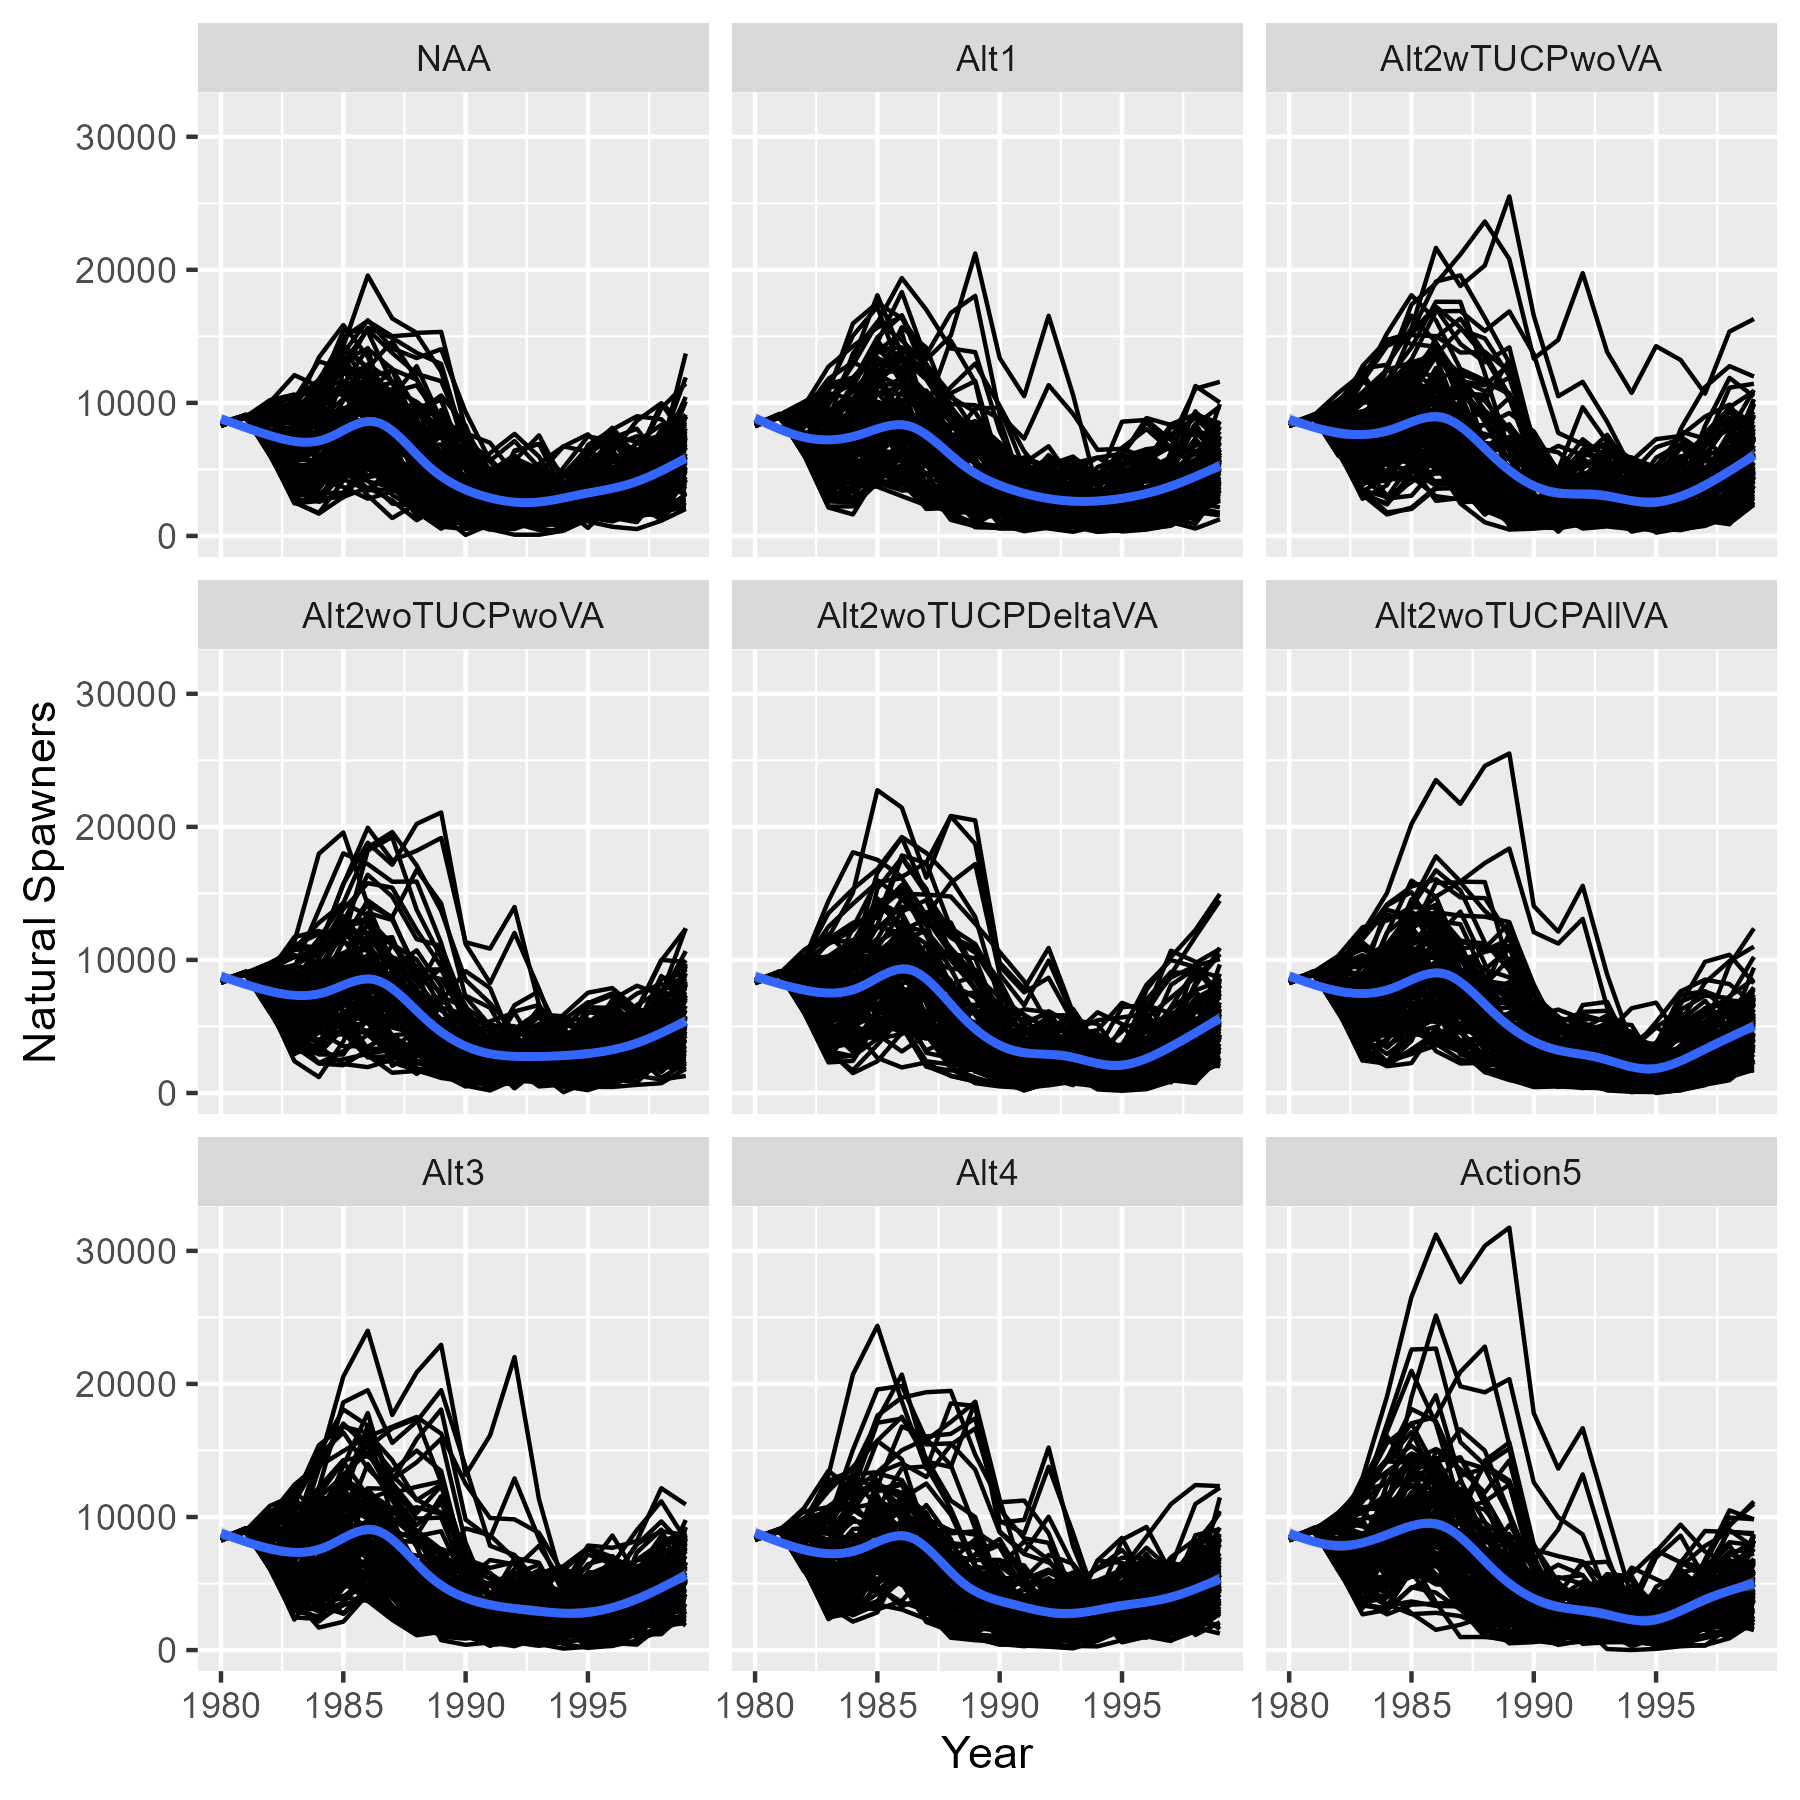 NAA
Alt1
Alt2wTUCPwoVA
30000
20000
10000
0
Alt2woTUCPwoVA
Alt2woTUCPDeltaVA
Alt2woTUCPAllVA
30000
20000
10000
0
Natural Spawners
Alt3
Alt4
Action5
30000
20000
10000
0
1980 1985 1990 1995
1980 1985 1990 1995
1980 1985 1990 1995
Year